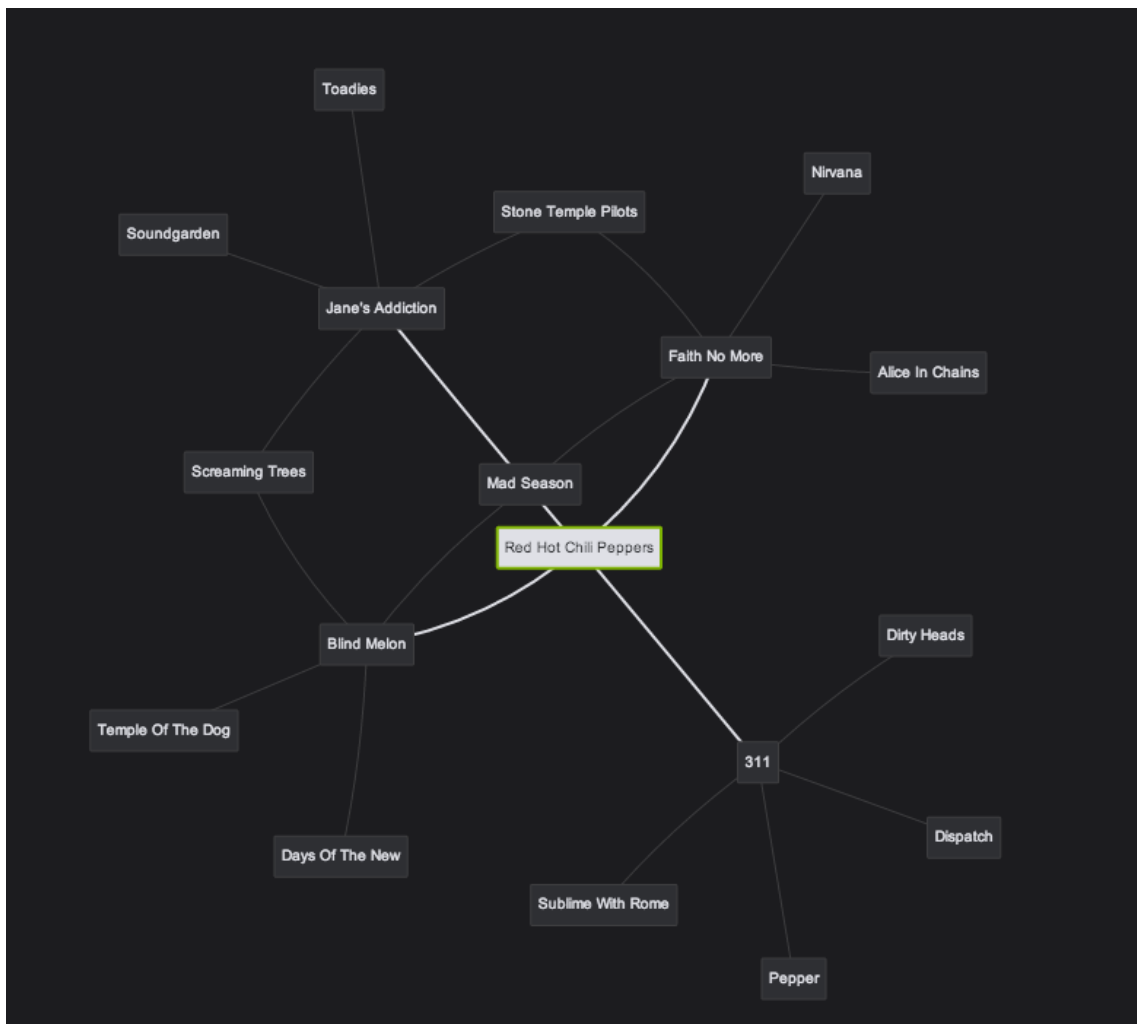 Toadies
Nirvana
Stone Temple Pilots
Soundgarden
Jane's Addiction
Faith No More
Alice In Chains
Screaming Trees
Mad Season
Red Hot Chili Peppers
Dirty Heads
Blind Melon
Temple Of The Dog
311
Dispatch
Days Of The New
Sublime With Rome
Pepper